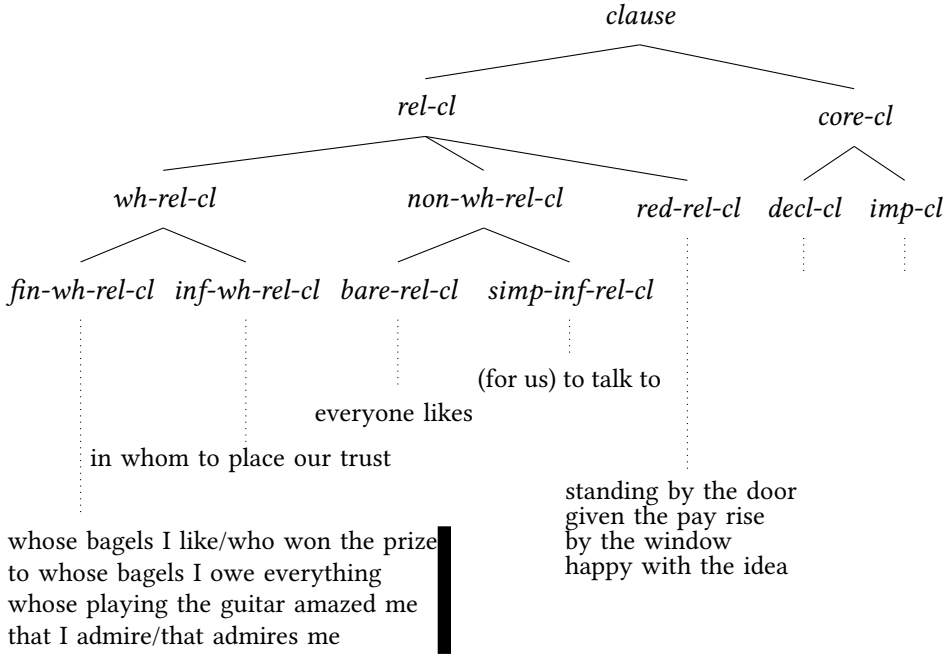 clause
rel-cl
core-cl
wh-rel-cl
non-wh-rel-cl
red-rel-cl
decl-cl
imp-cl
fin-wh-rel-cl
inf-wh-rel-cl
bare-rel-cl
simp-inf-rel-cl
(for us) to talk to
everyone likes
in whom to place our trust
whose bagels I like/who won the prize
to whose bagels I owe everything
whose playing the guitar amazed me
that I admire/that admires me
standing by the door
given the pay rise
by the window
happy with the idea